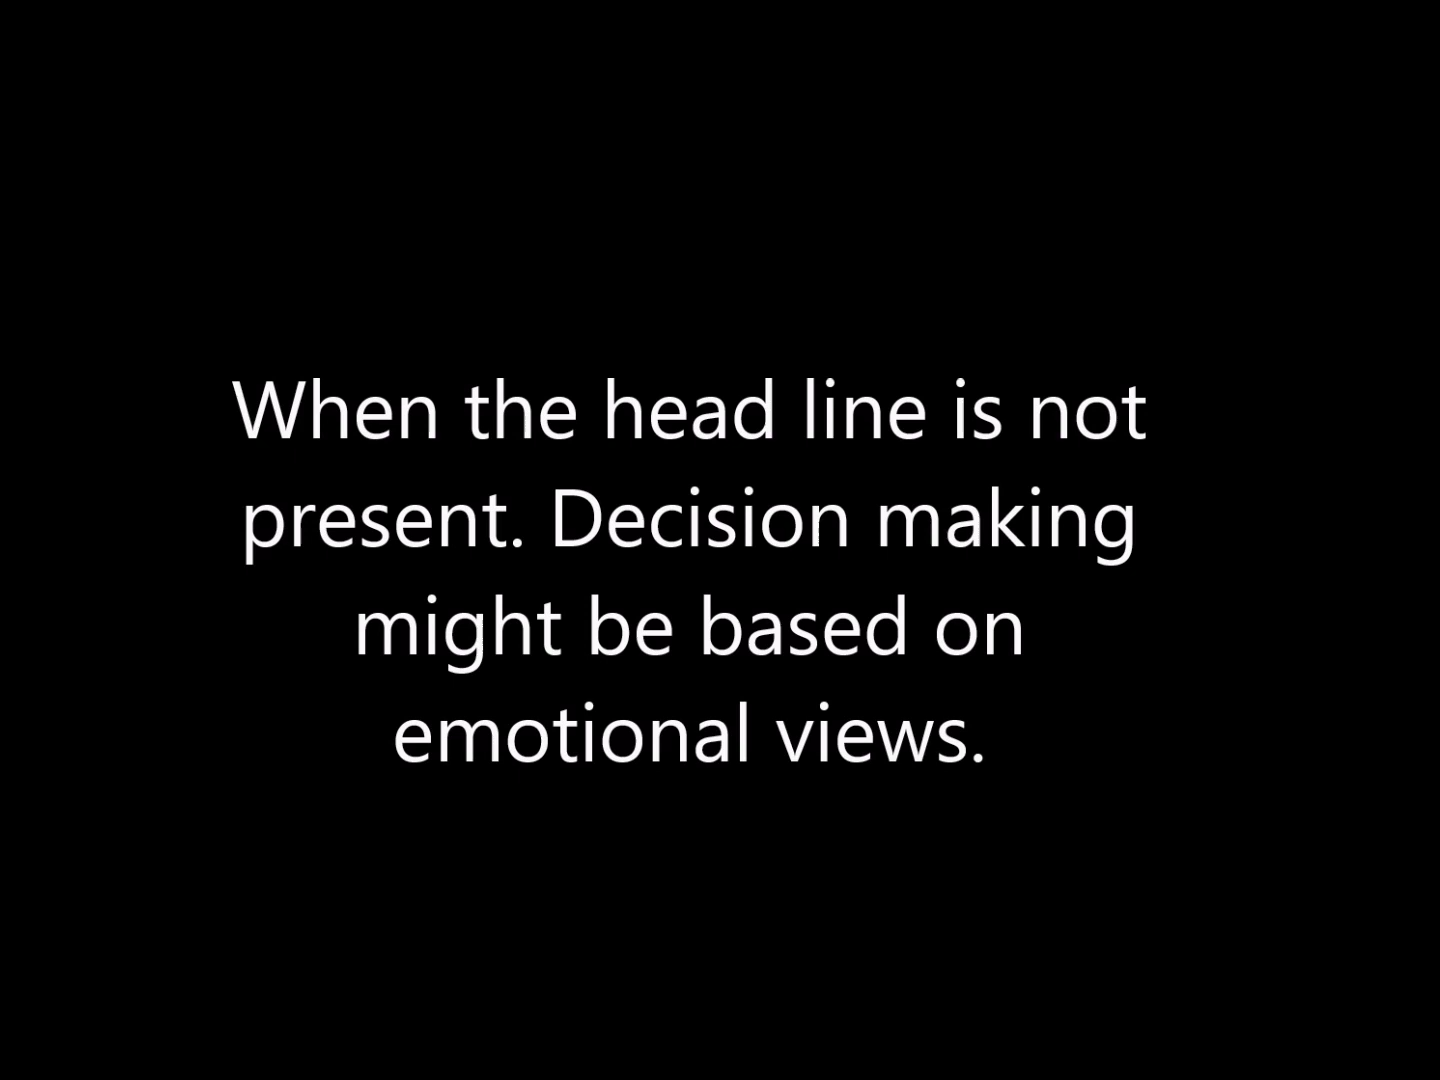 When the head line is not
present. Decision making
might be based on
emotional views.